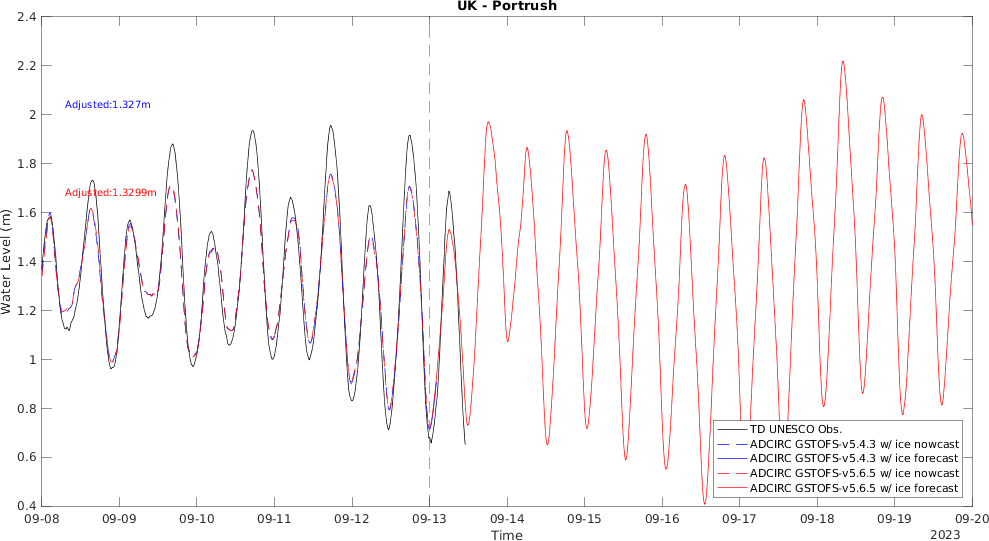 UK - Portrush
2.4
2.2
2
1.8
1.6
1.4
1.2
1
0.8
0.6
0.4
Water Level (m)
Adjusted:1.327m
Adjusted:1.3299m
TD UNESCO Obs.
ADCIRC GSTOFS-v5.4.3 w/ ice nowcast
ADCIRC GSTOFS-v5.4.3 w/ ice forecast
ADCIRC GSTOFS-v5.6.5 w/ ice nowcast
ADCIRC GSTOFS-v5.6.5 w/ ice forecast
09-08 09-09 09-10 09-11 09-12 09-13 09-14 09-15 09-16 09-17 09-18 09-19 09-20
Time
2023